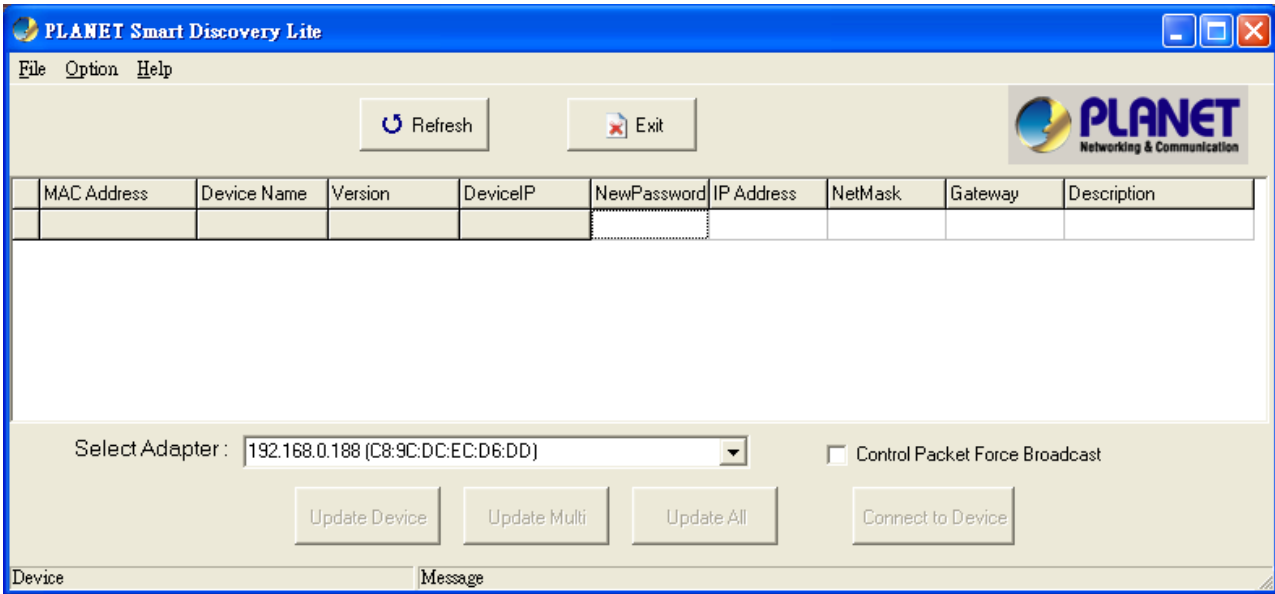 PLANET Smart Discovery Lite
File Option Help
Refresh Exit PLANET
Networking & Communication
MAC Address Device Name Version DeviceIP NewPassword IP Address NetMask Gateway Description
Select Adapter : 192.168.0.188 (C8:9C:DC:EC:D6:DD) Control Packet Force Broadcast
Update Device Update Multi Update All Connect to Device
Device Message